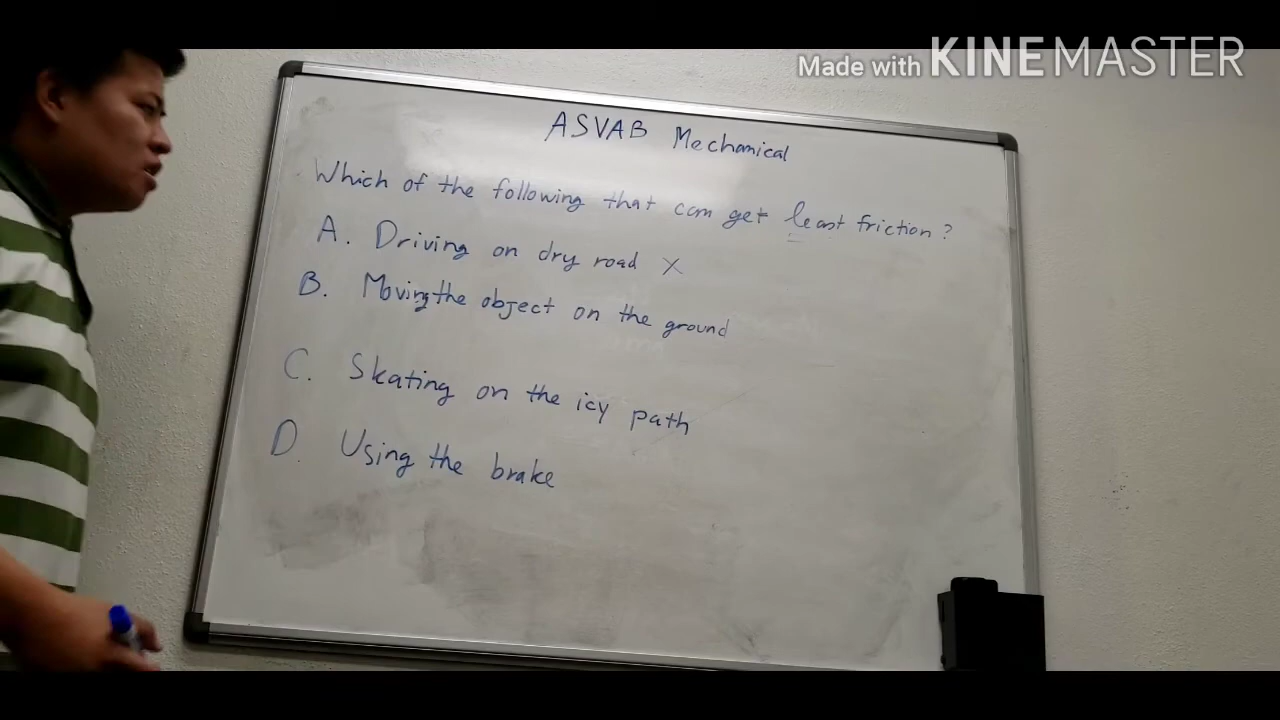 Made with KINEMASTER
ASVAB Mechanical
Which of the following that can get least friction?
A. Driving on dry road X
B. Moving the object on the ground
C. Skating on the icy path
D. Using the brake